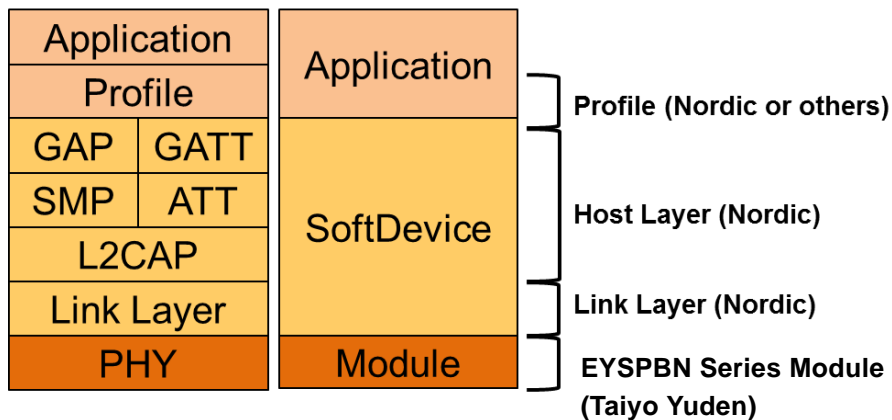 Application
Profile
GAP GATT
SMP ATT
L2CAP
Link Layer
PHY
Application
SoftDevice
Module
Profile (Nordic or others)
Host Layer (Nordic)
Link Layer (Nordic)
EYSPBN Series Module
(Taiyo Yuden)